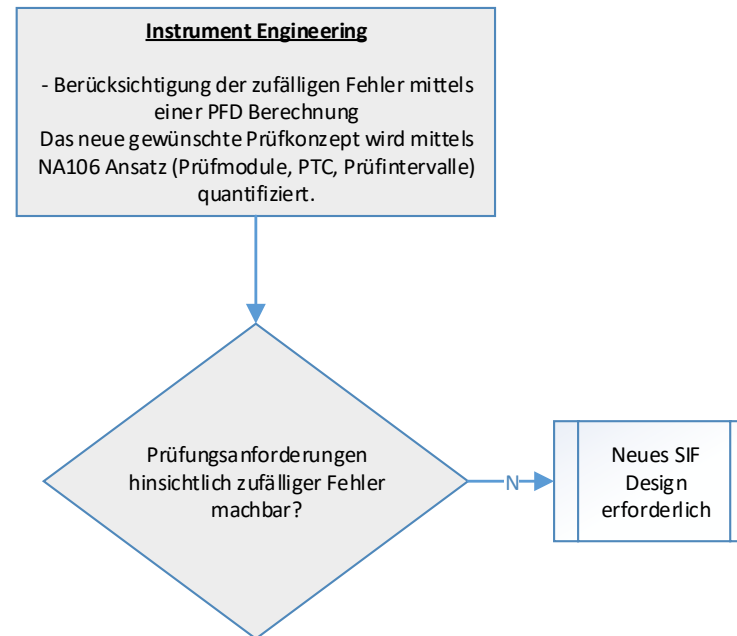 Instrument Engineering
- Berücksichtigung der zufälligen Fehler mittels
einer PFD Berechnung
Das neue gewünschte Prüfkonzept wird mittels
NA106 Ansatz (Prüfmodule, PTC, Prüfintervalle)
quantifiziert.
Prüfungsanforderungen
hinsichtlich zufälliger Fehler
machbar?
N
Neues SIF
Design
erforderlich